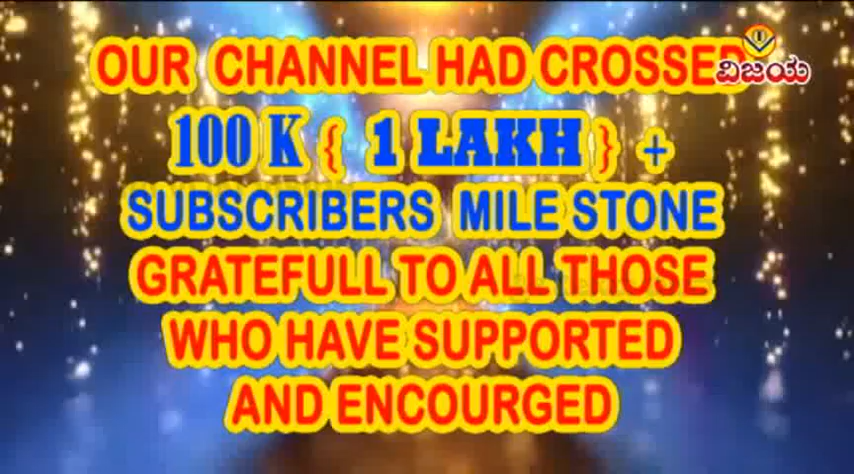 OUR CHANNEL HAD CROSSED
ವಿಜಯ
100 K { 1 LAKH } +
SUBSCRIBERS MILE STONE
GRATEFULL TO ALL THOSE
WHO HAVE SUPPORTED
AND ENCOURGED